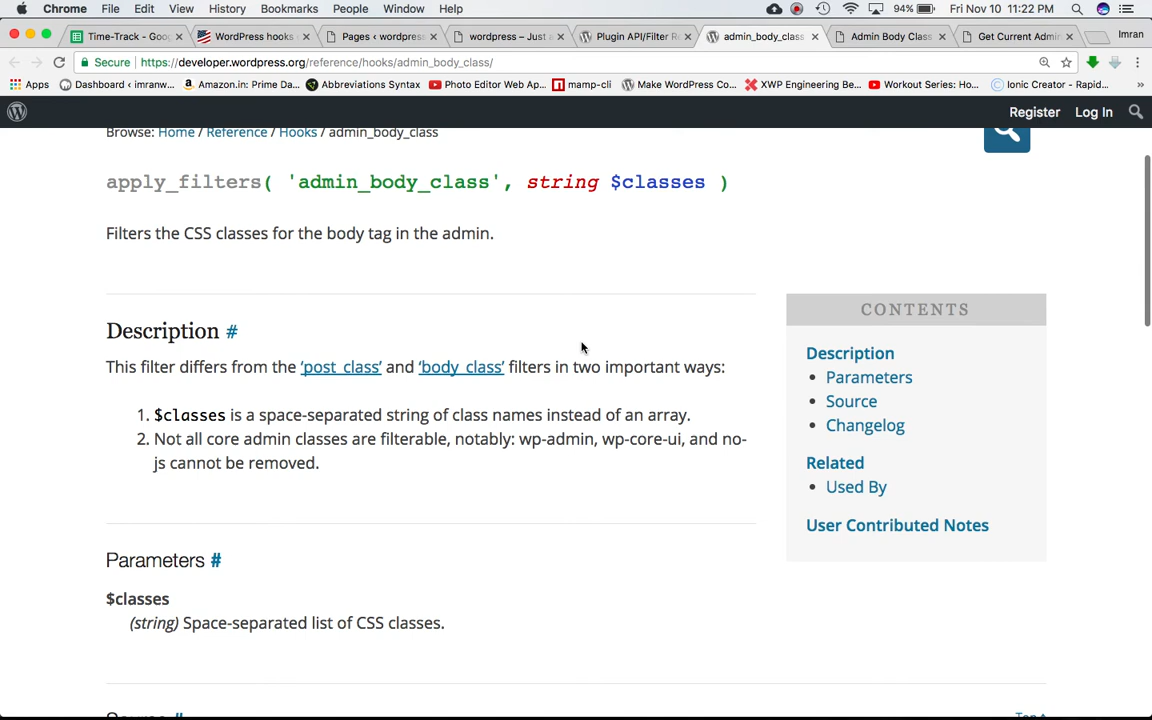 Chrome File Edit View History Bookmarks People Window Help 94% Fri Nov 10 11:22 PM
Time-Track - Goo WordPress hooks Pages ‹ wordpres wordpress – Just Plugin API/Filter R admin_body_class Admin Body Class Get Current Admin Imran
Secure https://developer.wordpress.org/reference/hooks/admin_body_class/
Apps Dashboard ‹ imranw... Amazon.in: Prime Da... Abbreviations Syntax Photo Editor Web Ap... mamp-cli Make WordPress Co... XWP Engineering Be... Workout Series: Ho... Ionic Creator - Rapid... »
Register Log In
Browse: Home / Reference / Hooks / admin_body_class
apply_filters( 'admin_body_class', string $classes )
Filters the CSS classes for the body tag in the admin.
Description #
This filter differs from the ‘post_class’ and ‘body_class’ filters in two important ways:
1. $classes is a space-separated string of class names instead of an array.
2. Not all core admin classes are filterable, notably: wp-admin, wp-core-ui, and no-
js cannot be removed.
CONTENTS
Description
• Parameters
• Source
• Changelog
Related
• Used By
User Contributed Notes
Parameters #
$classes
(string) Space-separated list of CSS classes.